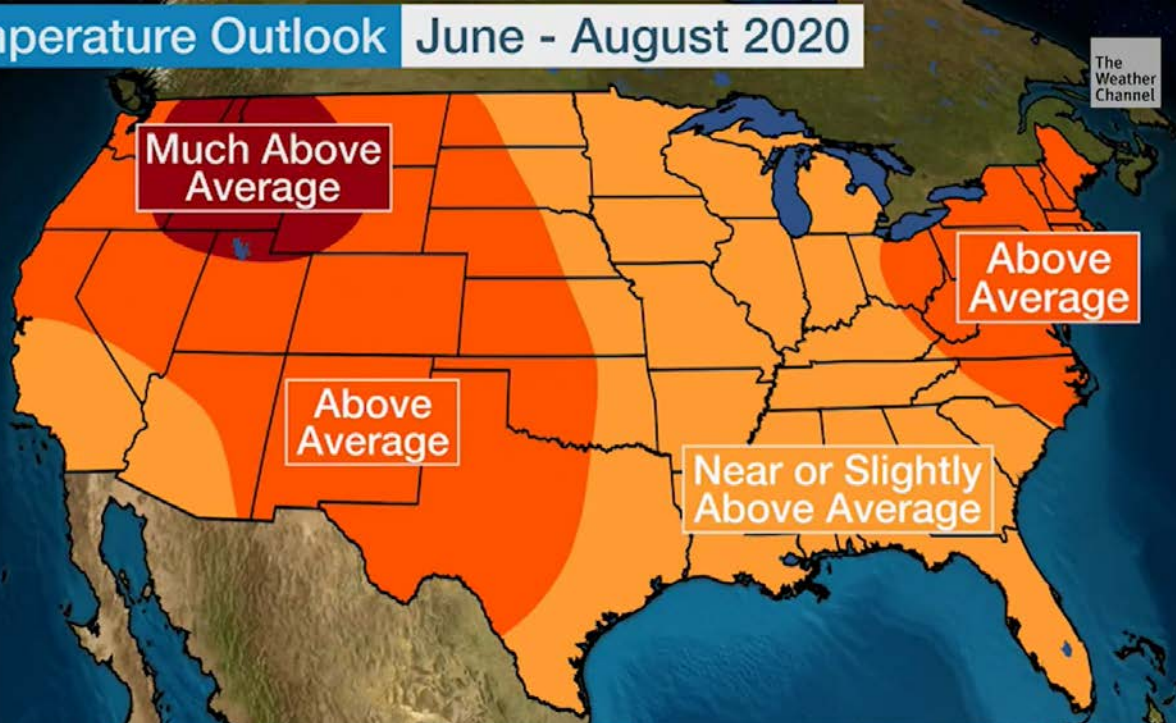 nperature Outlook June - August 2020
The
Weather
Channel
Much Above
Average
Above
Average
Above
Average
Near or Slightly
Above Average